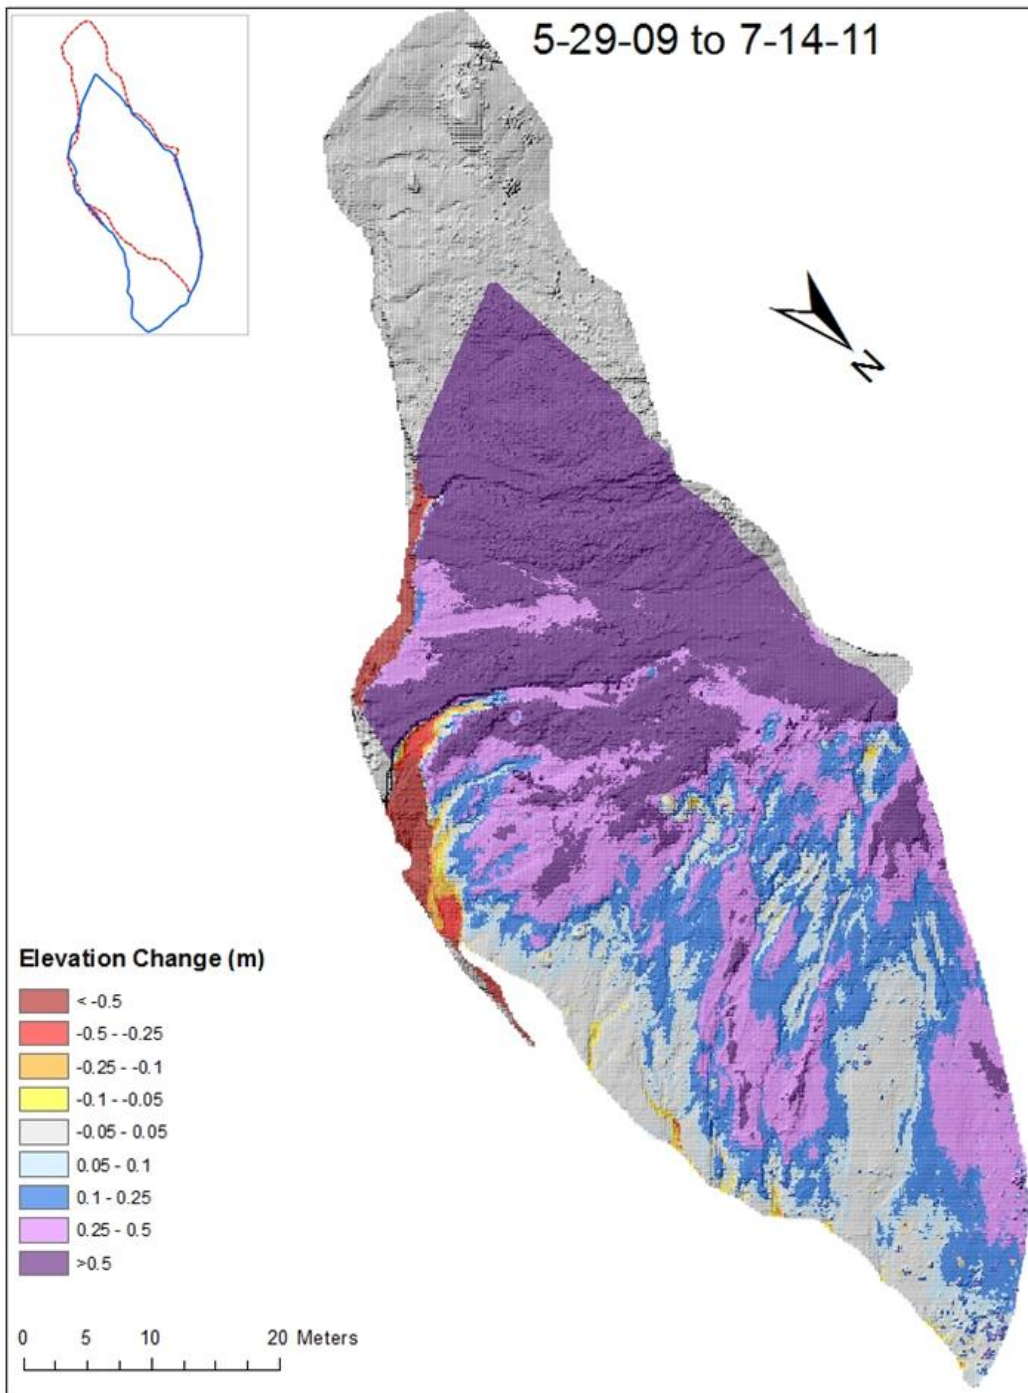 5-29-09 to 7-14-11
N
Elevation Change (m)
< -0.5
-0.5 - -0.25
-0.25 - -0.1
-0.1 - -0.05
-0.05 - 0.05
0.05 - 0.1
0.1 - 0.25
0.25 - 0.5
>0.5
0 5 10 20 Meters